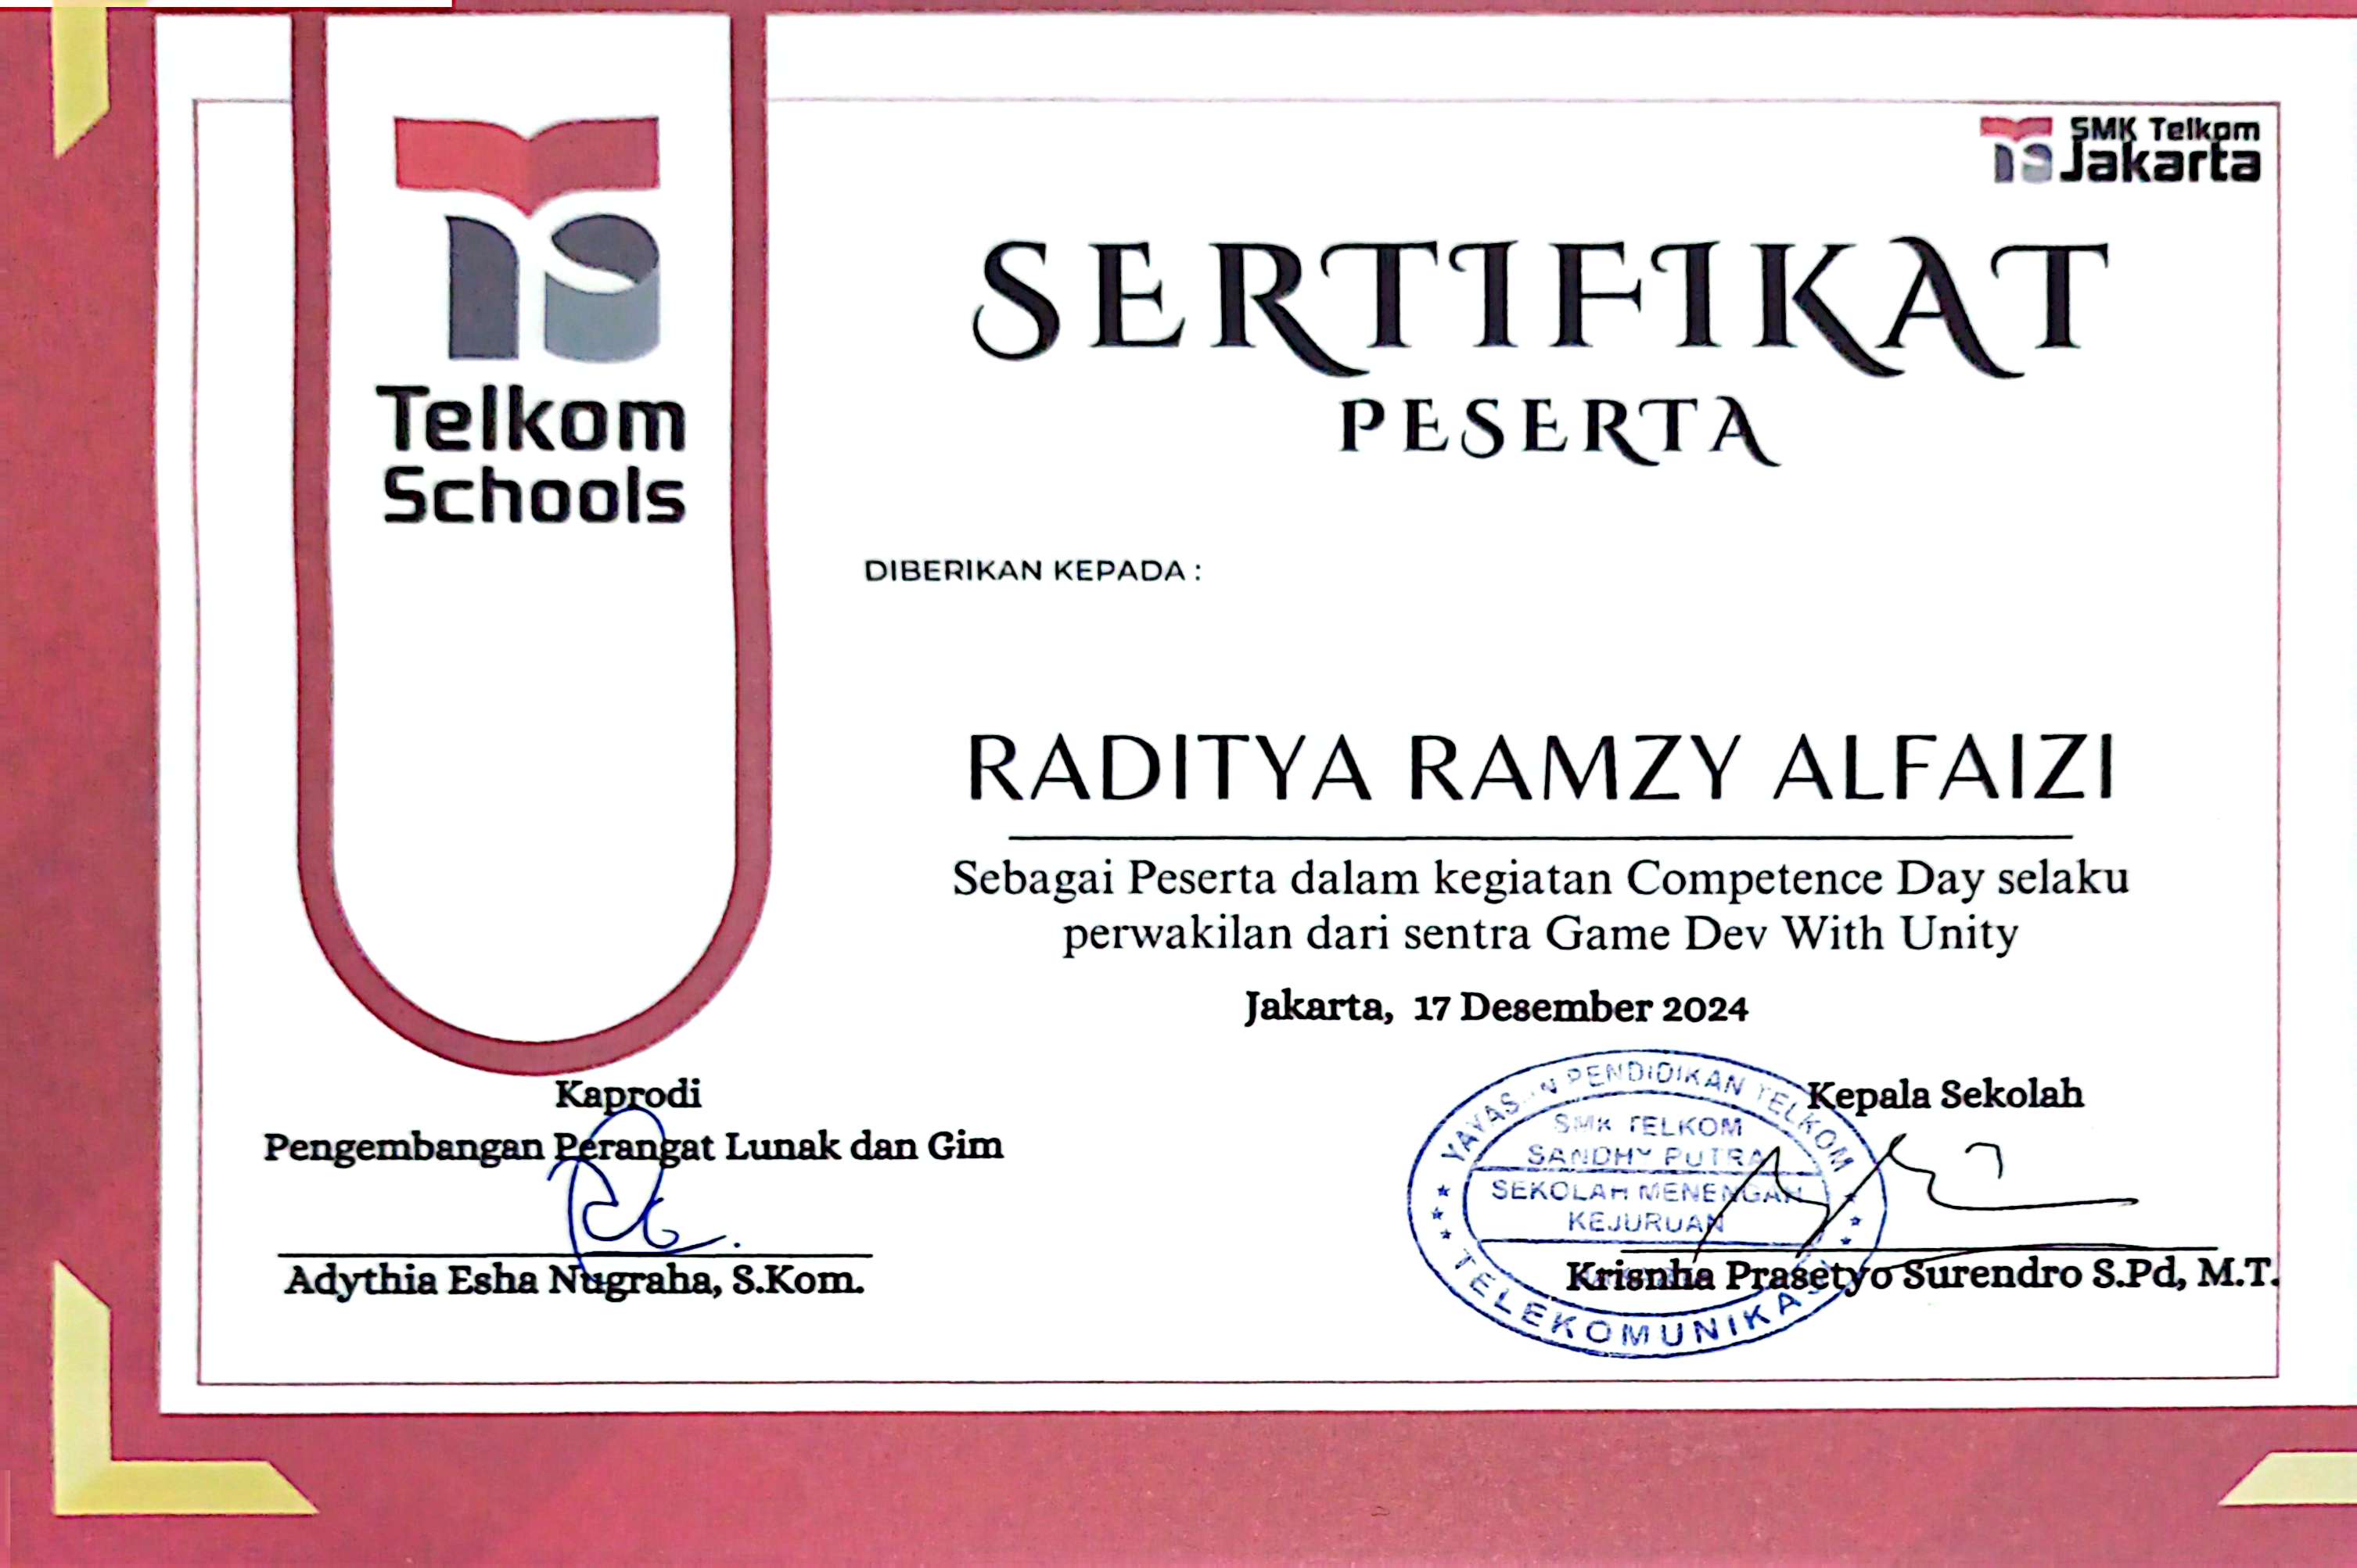 Telkom
Schools
SMK Telkom
Jakarta
SERTIFIKAT
PESERTA
DIBERIKAN KEPADA :
RADITYA RAMZY ALFAIZI
Sebagai Peserta dalam kegiatan Competence Day selaku
perwakilan dari sentra Game Dev With Unity
Jakarta, 17 Desember 2024
Kaprodi
Pengembangan Perangat Lunak dan Gim
Adythia Esha Nugraha, S.Kom.
Kepala Sekolah
YAYASAN PENDIDIKAN TELKOM
SMK TELKOM
SANDHY PUTRA
SEKOLAH MENENGAH
KEJURUAN
TELEKOMUNIKASI
Krisnha Prasetyo Surendro S.Pd, M.T.